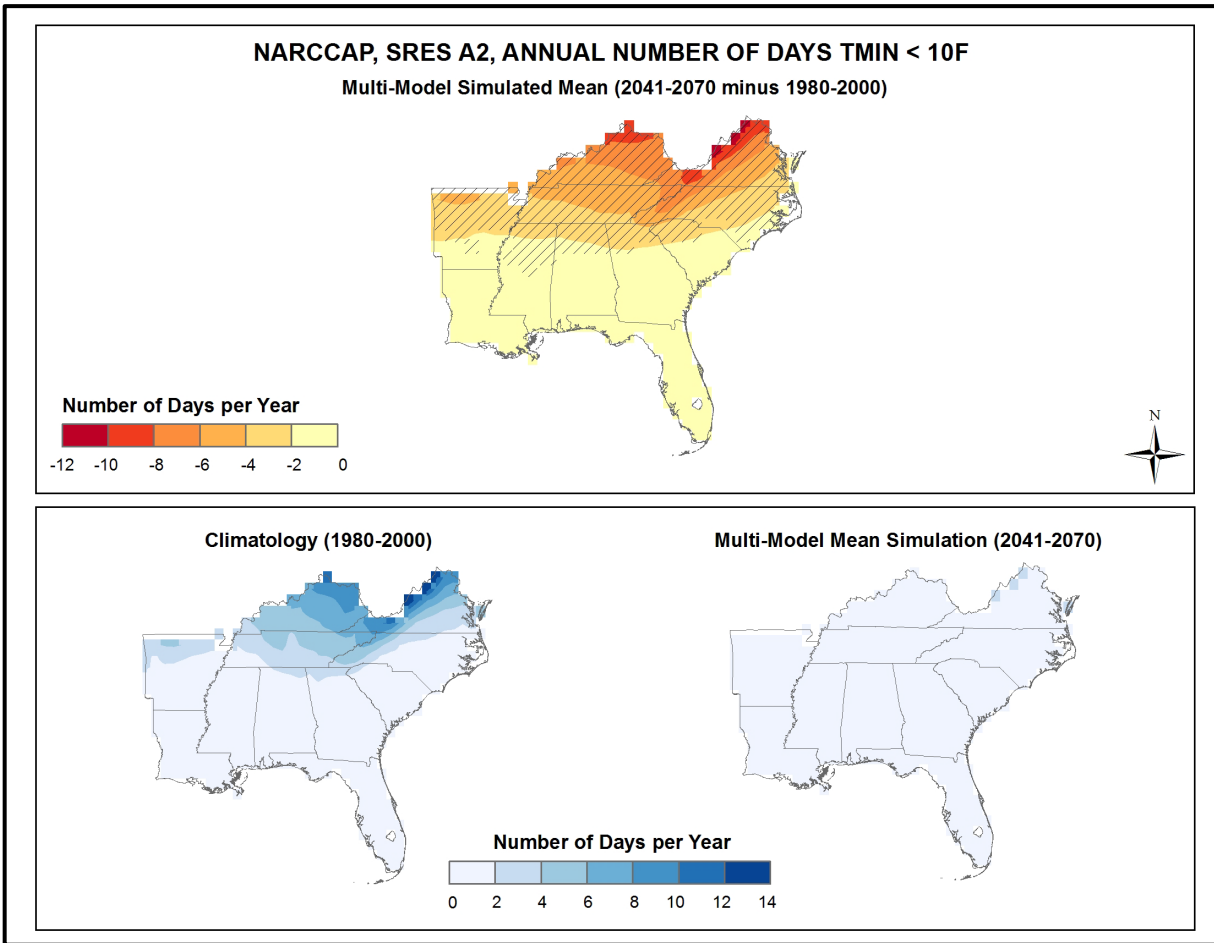 NARCCAP, SRES A2, ANNUAL NUMBER OF DAYS TMIN < 10F
Multi-Model Simulated Mean (2041-2070 minus 1980-2000)
Number of Days per Year
-12 -10 -8 -6 -4 -2 0
N
Climatology (1980-2000)
Multi-Model Mean Simulation (2041-2070)
Number of Days per Year
0 2 4 6 8 10 12 14